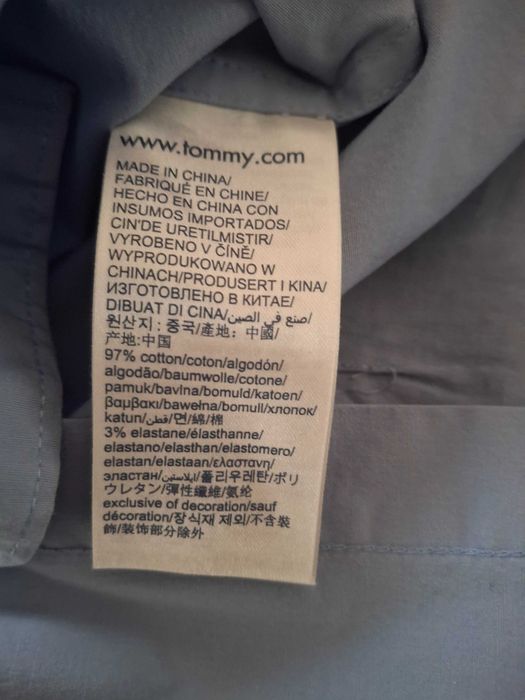 www.tommy.com
MADE IN CHINA/
FABRIQUÉ EN CHINE/
HECHO EN CHINA CON
INSUMOS IMPORTADOS/
CIN'DE URETILMISTIR/
VYROBENO V ČÍNĚ/
WYPRODUKOWANO W
CHINACH/PRODUSERT I KINA/
ИЗГОТОВЛЕНО В КИТАЕ/
DIBUAT DI CINA/صنع في الصين/
원산지: 중국/產地: 中國/
产地:中国
97% cotton/coton/algodón/
algodão/baumwolle/cotone/
pamuk/bavlna/bomuld/katoen/
βαμβακι/bawełna/bomull/хлопок/
katun/قطن/면/綿/棉
3% elastane/élasthanne/
elastano/elasthan/elastomero/
elastan/elastaan/ελαστανη/
эластан/ايلاستين/폴리우레탄/ポリ
ウレタン/彈性纖維/氨纶
exclusive of decoration/sauf
décoration/장식재 제외/不含裝
飾/装饰部分除外